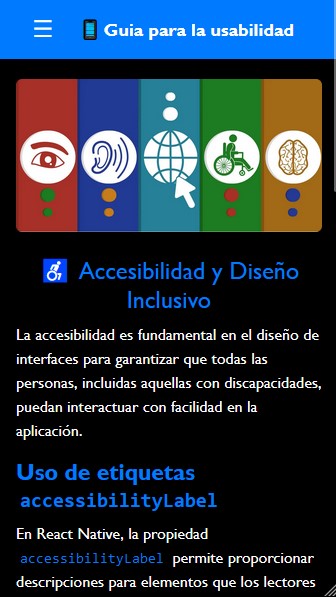 Guia para la usabilidad
Accesibilidad y Diseño
Inclusivo
La accesibilidad es fundamental en el diseño de
interfaces para garantizar que todas las
personas, incluidas aquellas con discapacidades,
puedan interactuar con facilidad en la
aplicación.
Uso de etiquetas
accessibilityLabel
En React Native, la propiedad
accessibilityLabel permite proporcionar
descripciones para elementos que los lectores